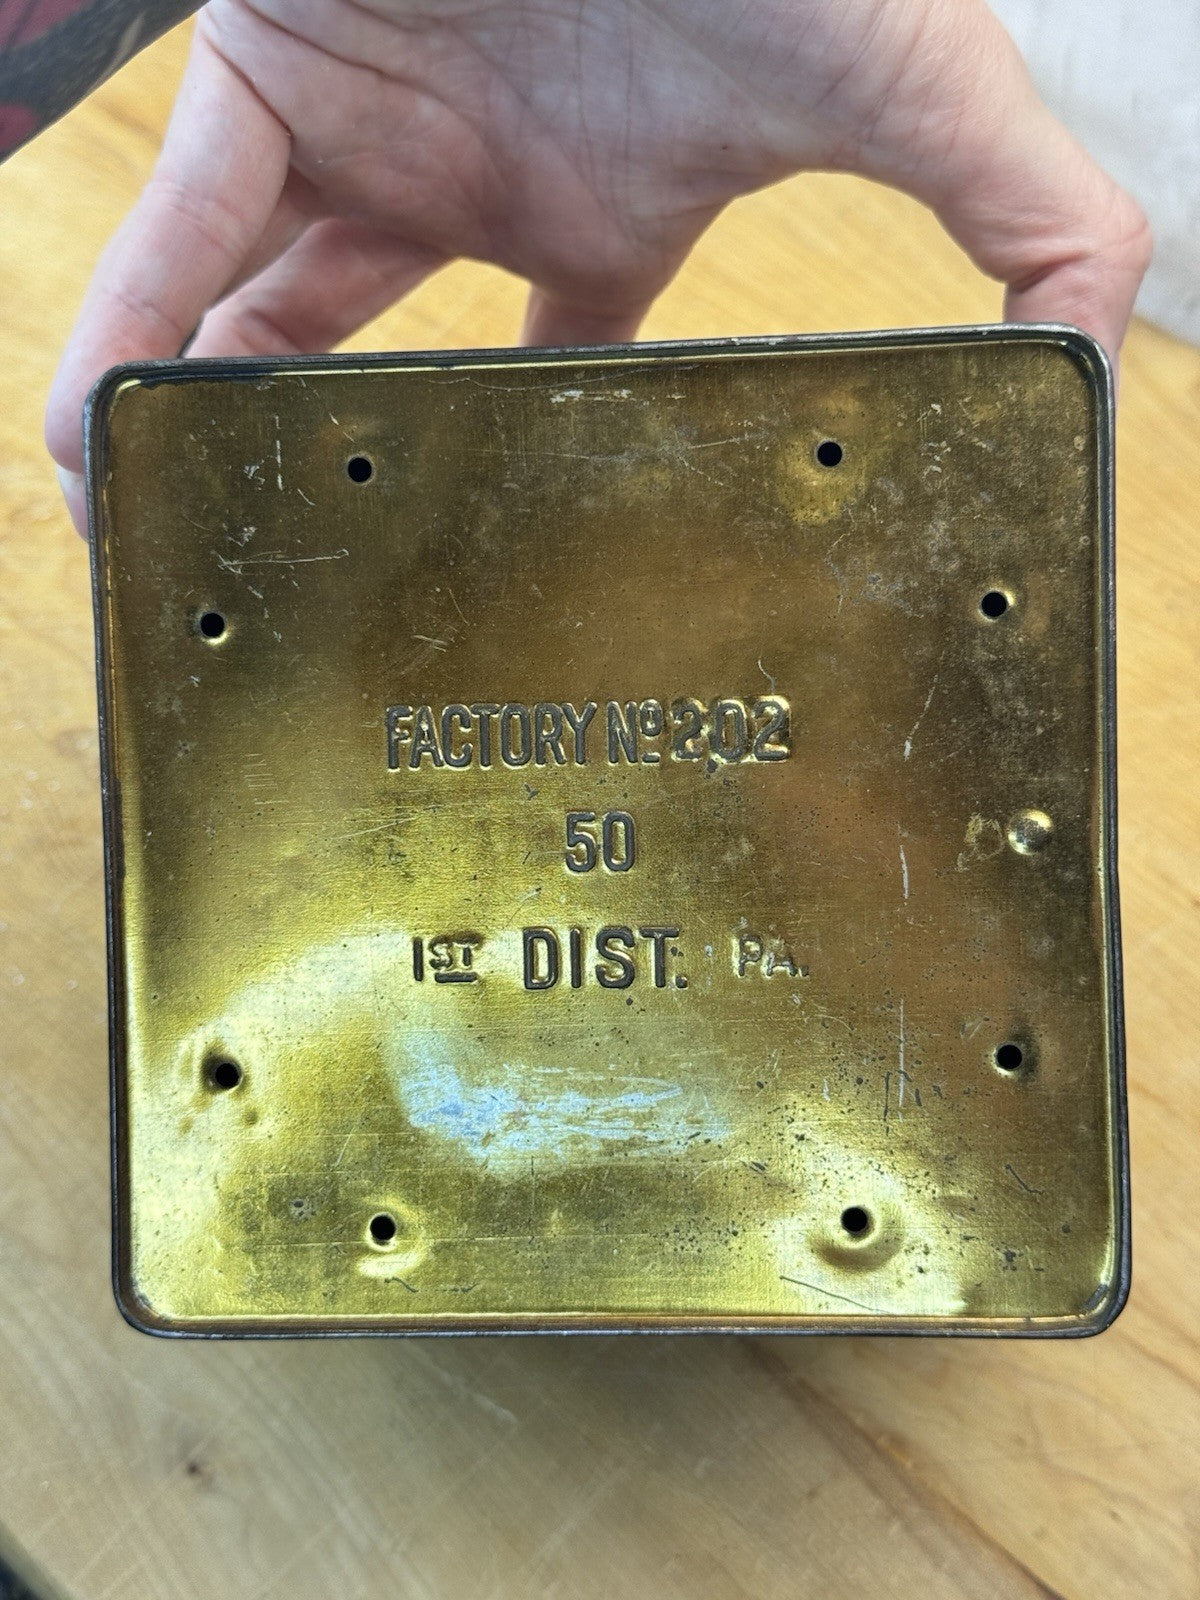 FACTORY Nº 202
50
1ST DIST. PA.